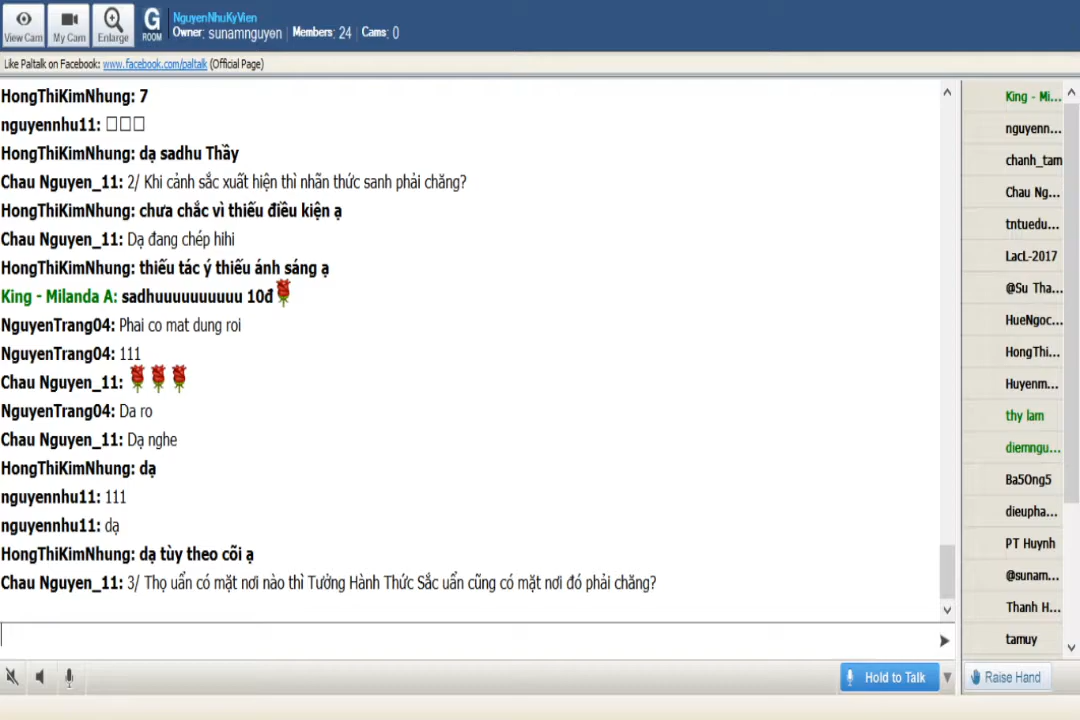 View Cam
My Cam
Enlarge
G
ROOM
NguyenNhuKyVien
Owner: sunamnguyen | Members: 24 | Cams: 0
Like Paltalk on Facebook: www.facebook.com/paltalk (Official Page)
HongThiKimNhung: 7
nguyennhu11: □□□
HongThiKimNhung: dạ sadhu Thầy
Chau Nguyen_11: 2/ Khi cảnh sắc xuất hiện thì nhãn thức sanh phải chăng?
HongThiKimNhung: chưa chắc vì thiếu điều kiện ạ
Chau Nguyen_11: Dạ đang chép hihi
HongThiKimNhung: thiếu tác ý thiếu ánh sáng ạ
King - Milanda A: sadhuuuuuuuuuu 10đ
NguyenTrang04: Phai co mat dung roi
NguyenTrang04: 111
Chau Nguyen_11:
NguyenTrang04: Da ro
Chau Nguyen_11: Dạ nghe
HongThiKimNhung: dạ
nguyennhu11: 111
nguyennhu11: dạ
HongThiKimNhung: dạ tùy theo cõi ạ
Chau Nguyen_11: 3/ Thọ uẩn có mặt nơi nào thì Tưởng Hành Thức Sắc uẩn cũng có mặt nơi đó phải chăng?
King - Mi...
nguyenn...
chanh_tam
Chau Ng...
tntuedu...
LacL-2017
@Su Tha...
HueNgoc...
HongThi...
Huyenm...
thy lam
diemngu...
Ba5Ong5
dieupha...
PT Huynh
@sunam...
Thanh H...
tamuy
Hold to Talk
Raise Hand